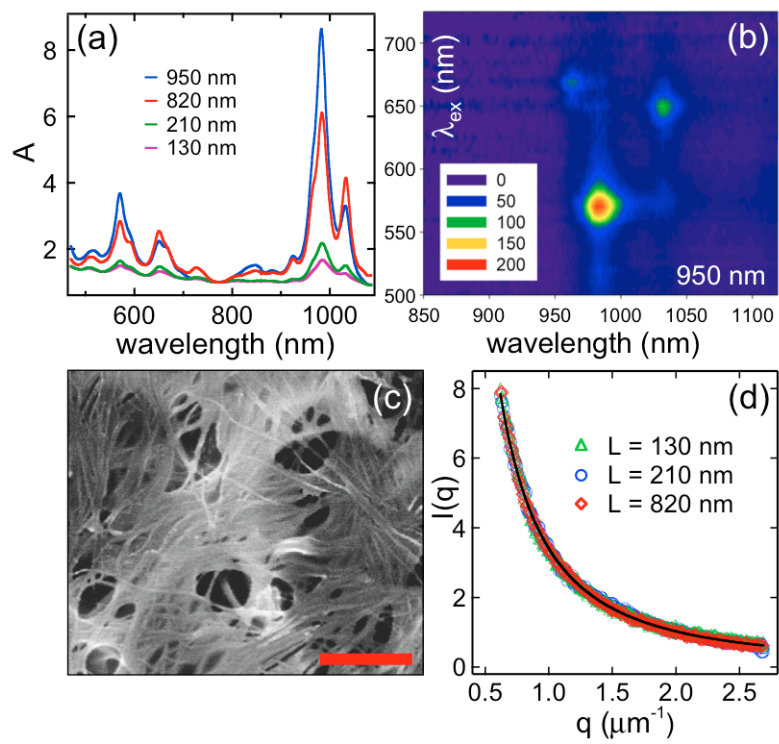 (a)
A
8
6
4
2
950 nm
820 nm
210 nm
130 nm
600
800
1000
wavelength (nm)
(b)
λex (nm)
700
650
600
550
500
0
50
100
150
200
950 nm
850
900
950
1000
1050
1100
wavelength (nm)
(c)
(d)
I(q)
8
6
4
2
0
L = 130 nm
L = 210 nm
L = 820 nm
0.5
1.0
1.5
2.0
2.5
q (μm-1)